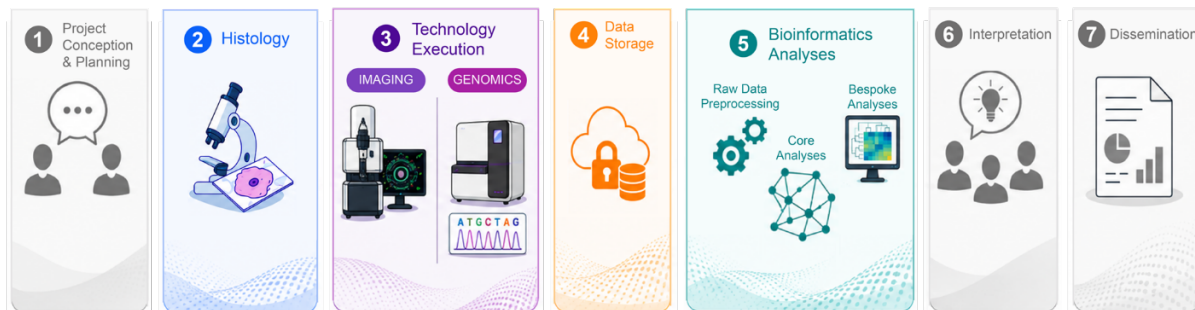 1 Project
Conception
& Planning
2 Histology
3 Technology
Execution
IMAGING
GENOMICS
ATGCTAG
4 Data
Storage
5 Bioinformatics
Analyses
Raw Data
Preprocessing
Core
Analyses
Bespoke
Analyses
6 Interpretation
7 Dissemination